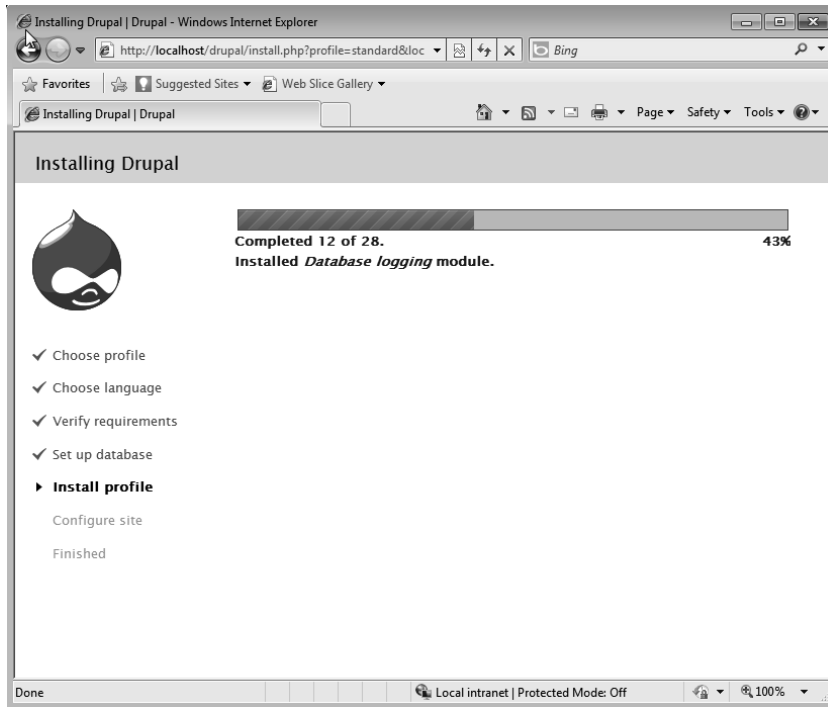 Installing Drupal | Drupal - Windows Internet Explorer
http://localhost/drupal/install.php?profile=standard&loc
Bing
Favorites Suggested Sites Web Slice Gallery
Installing Drupal | Drupal
Page Safety Tools
Installing Drupal
Completed 12 of 28. 43%
Installed Database logging module.
Choose profile
Choose language
Verify requirements
Set up database
Install profile
Configure site
Finished
Done Local intranet | Protected Mode: Off 100%